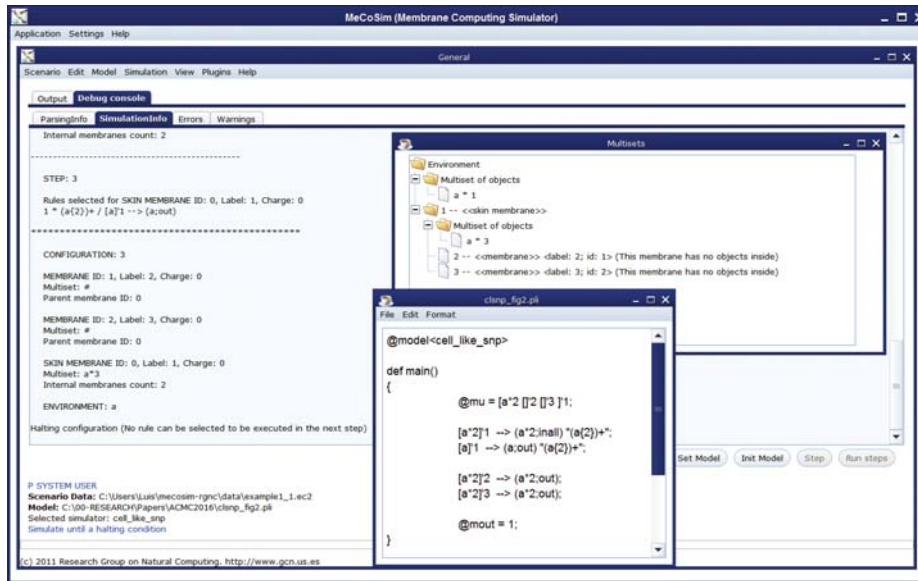 MeCoSim (Membrane Computing Simulator)
Application Settings Help
General
Scenario Edit Model Simulation View Plugins Help
Output Debug console
ParsingInfo SimulationInfo Errors Warnings
Internal membranes count: 2
------------------------------------------------
STEP: 3
Rules selected for SKIN MEMBRANE ID: 0, Label: 1, Charge: 0
1 * (a{2})+ / [a]'1 --> (a;out)
****************************************************
CONFIGURATION: 3
MEMBRANE ID: 1, Label: 2, Charge: 0
Multiset: #
Parent membrane ID: 0
MEMBRANE ID: 2, Label: 3, Charge: 0
Multiset: #
Parent membrane ID: 0
SKIN MEMBRANE ID: 0, Label: 1, Charge: 0
Multiset: a*3
Internal membranes count: 2
ENVIRONMENT: a
Halting configuration (No rule can be selected to be executed in the next step)
Multisets
Environment
Multiset of objects
a * 1
1 -- <<skin membrane>>
Multiset of objects
a * 3
2 -- <<membrane>> <label: 2; id: 1> (This membrane has no objects inside)
3 -- <<membrane>> <label: 3; id: 2> (This membrane has no objects inside)
clsnp_fig2.pli
File Edit Format
@model<cell_like_snp>
def main()
{
@mu = [a*2 []'2 []'3 ]'1;
[a*2]'1 --> (a*2;inall) "(a{2})+";
[a]'1 --> (a;out) "(a{2})+";
[a*2]'2 --> (a*2;out);
[a*2]'3 --> (a*2;out);
@mout = 1;
}
Set Model Init Model Step Run steps
P SYSTEM USER
Scenario Data: C:\Users\Luis\mecosim-rgnc\data\example1_1.ec2
Model: C:\00-RESEARCH\Papers\ACMC2016\clsnp_fig2.pli
Selected simulator: cell_like_snp
Simulate until a halting condition
(c) 2011 Research Group on Natural Computing. http://www.gcn.us.es